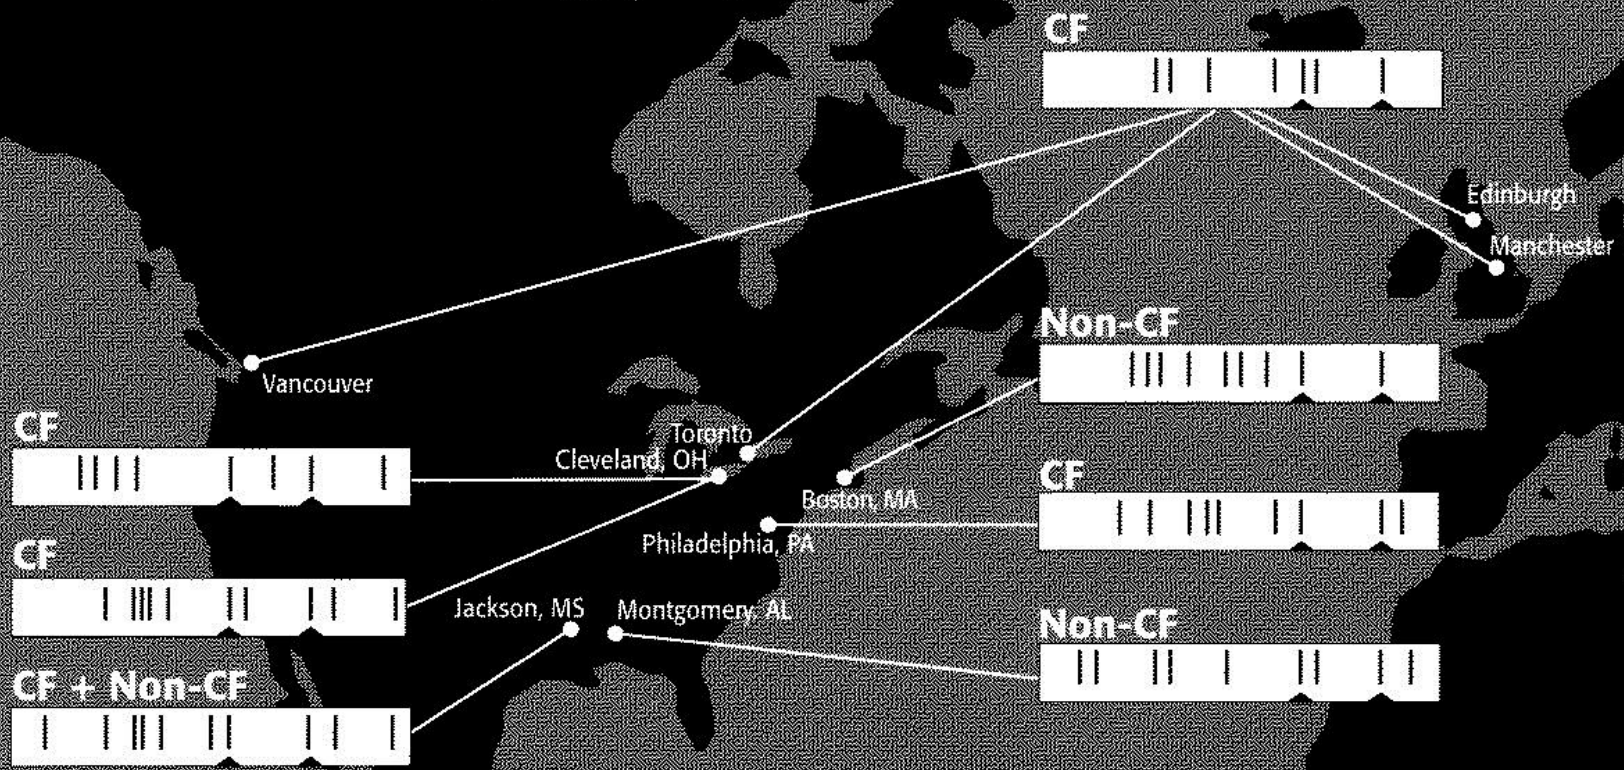 CF
Edinburgh
Manchester
Non-CF
Vancouver
CF
Toronto
Cleveland, OH
CF
Boston, MA
Philadelphia, PA
CF
Jackson, MS
Montgomery, AL
Non-CF
CF + Non-CF